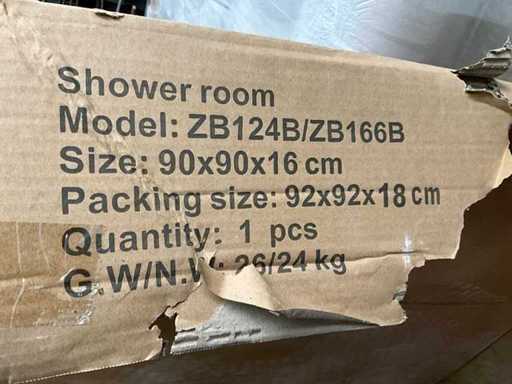 Shower room
Model: ZB124B/ZB166B
Size: 90x90x16 cm
Packing size: 92x92x18 cm
Quantity: 1 pcs
G.W/N.W: 26/24 kg